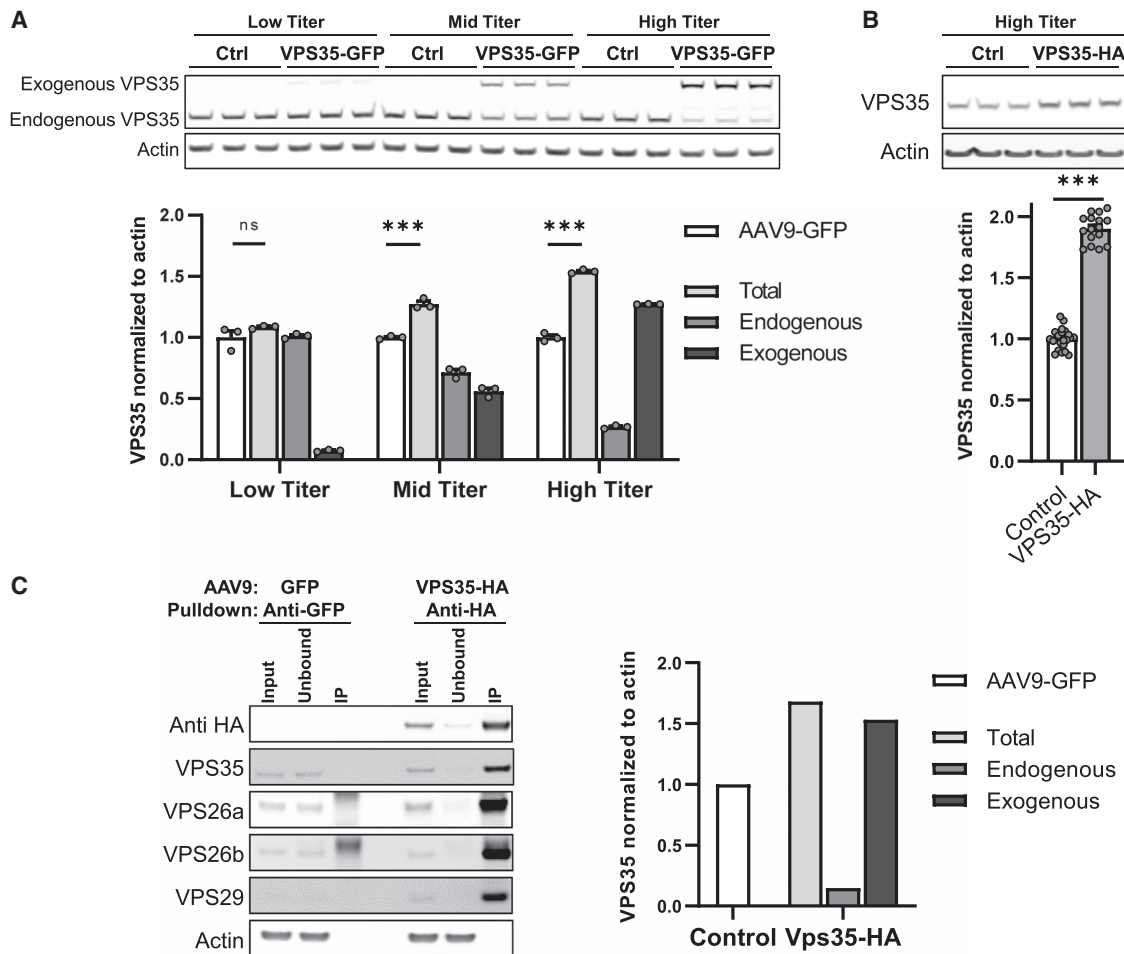 A
Low Titer Mid Titer High Titer
Ctrl VPS35-GFP Ctrl VPS35-GFP Ctrl VPS35-GFP
Exogenous VPS35
Endogenous VPS35
Actin
VPS35 normalized to actin
2.0
1.5
1.0
0.5
0.0
ns
***
***
Low Titer Mid Titer High Titer
AAV9-GFP
Total
Endogenous
Exogenous
B
High Titer
Ctrl VPS35-HA
VPS35
Actin
***
VPS35 normalized to actin
2.0
1.5
1.0
0.5
0.0
Control
VPS35-HA
C
AAV9: GFP VPS35-HA
Pulldown: Anti-GFP Anti-HA
Input Unbound IP Input Unbound IP
Anti HA
VPS35
VPS26a
VPS26b
VPS29
Actin
VPS35 normalized to actin
2.0
1.5
1.0
0.5
0.0
Control Vps35-HA
AAV9-GFP
Total
Endogenous
Exogenous